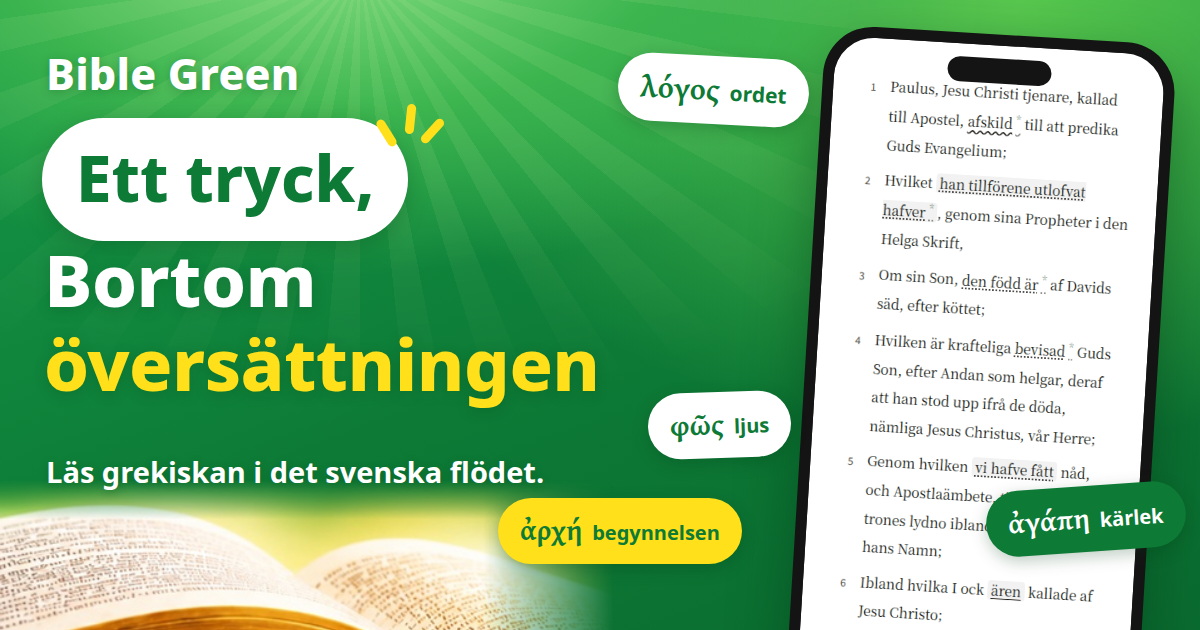 Bible Green
Ett tryck,
Bortom
översättningen
Läs grekiskan i det svenska flödet.
λόγος ordet
φῶς ljus
ἀρχή begynnelsen
1 Paulus, Jesu Christi tjenare, kallad
till Apostel, afskild * till att predika
Guds Evangelium;
2 Hvilket han tillförene utlofvat
hafver *, genom sina Propheter i den
Helga Skrift,
3 Om sin Son, den född är * af Davids
säd, efter köttet;
4 Hvilken är krafteliga bevisad * Guds
Son, efter Andan som helgar, deraf
att han stod upp ifrå de döda,
nämliga Jesus Christus, vår Herre;
5 Genom hvilken vi hafve fått nåd,
och Apostlaämbete,
trones lydno ibland
hans Namn;
ἀγάπη kärlek
6 Ibland hvilka I ock ären kallade af
Jesu Christo;